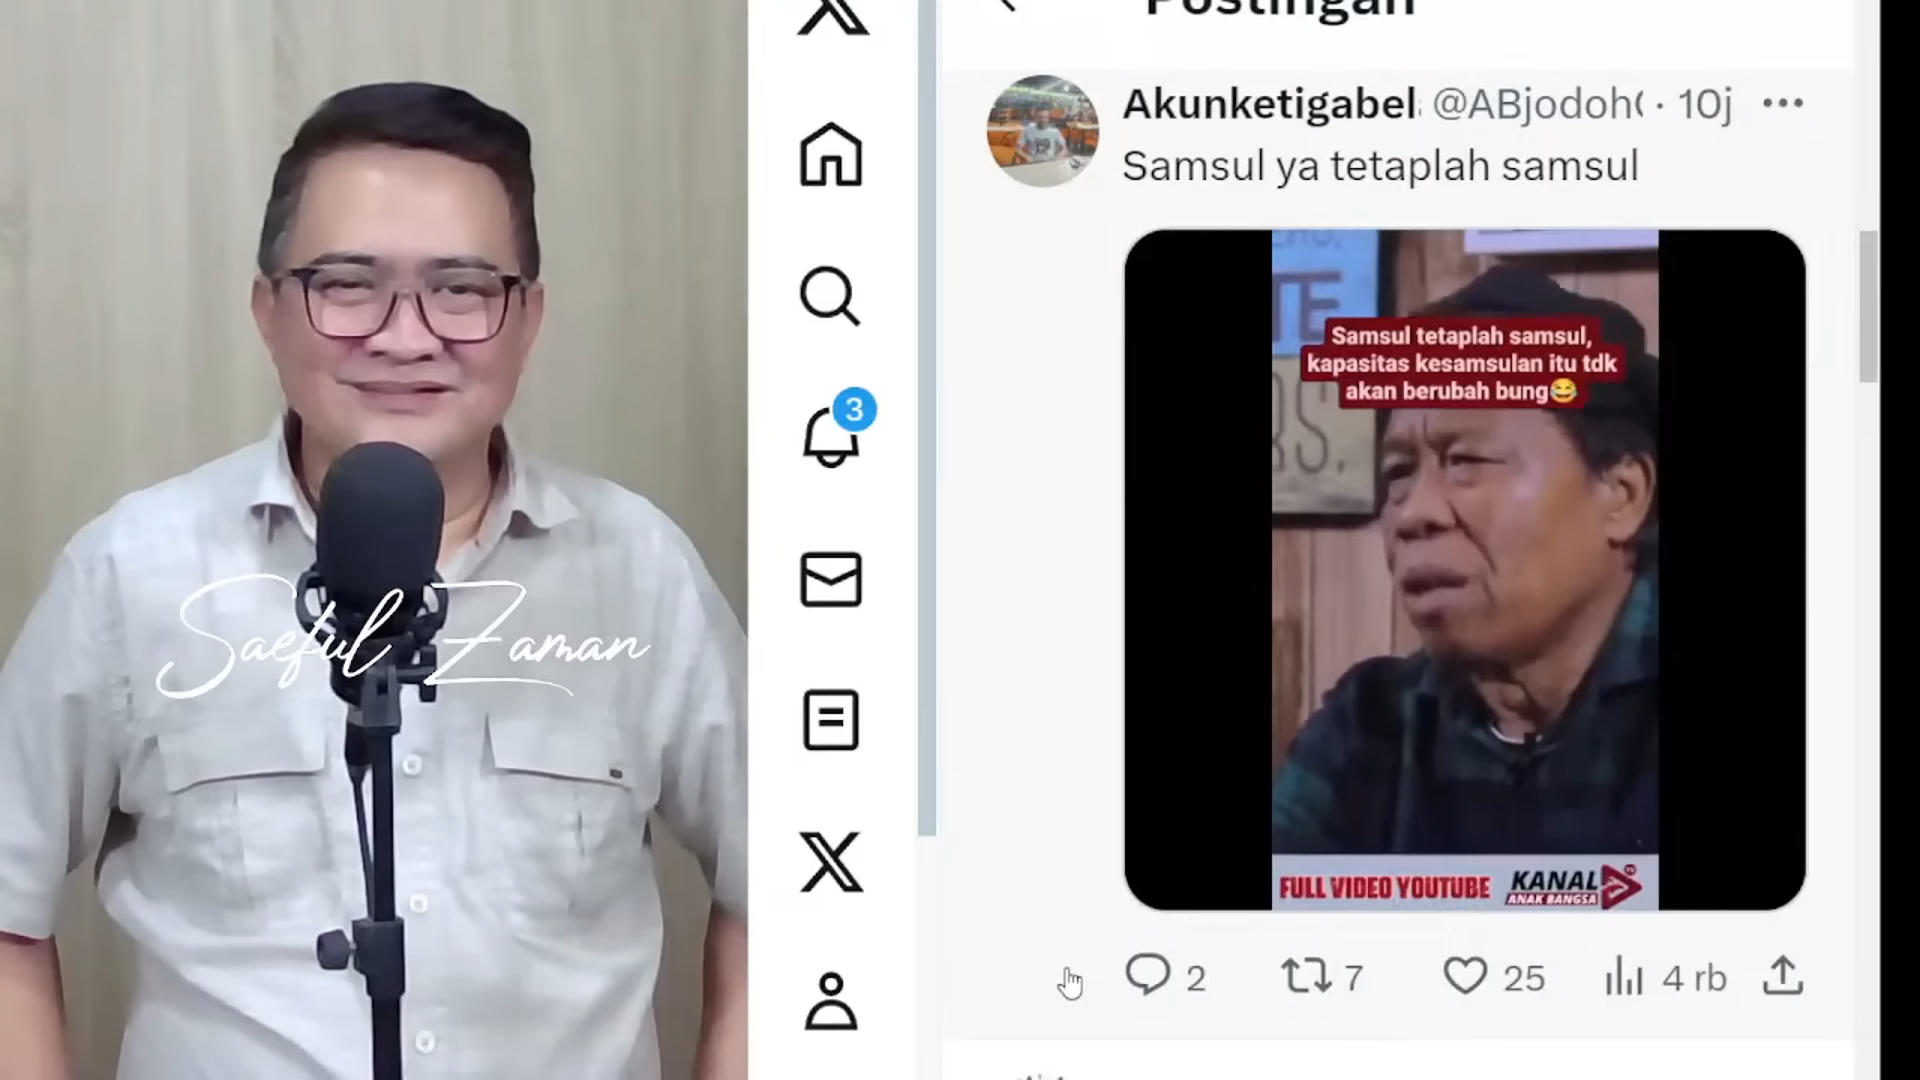 Saeful Zaman
3
Postingan
Akunketigabel @ABjodoh · 10j
Samsul ya tetaplah samsul
Samsul tetaplah samsul,
kapasitas kesamsulan itu tdk
akan berubah bung😂
FULL VIDEO YOUTUBE
KANAL
ANAK BANGSA
2 7 25 4 rb